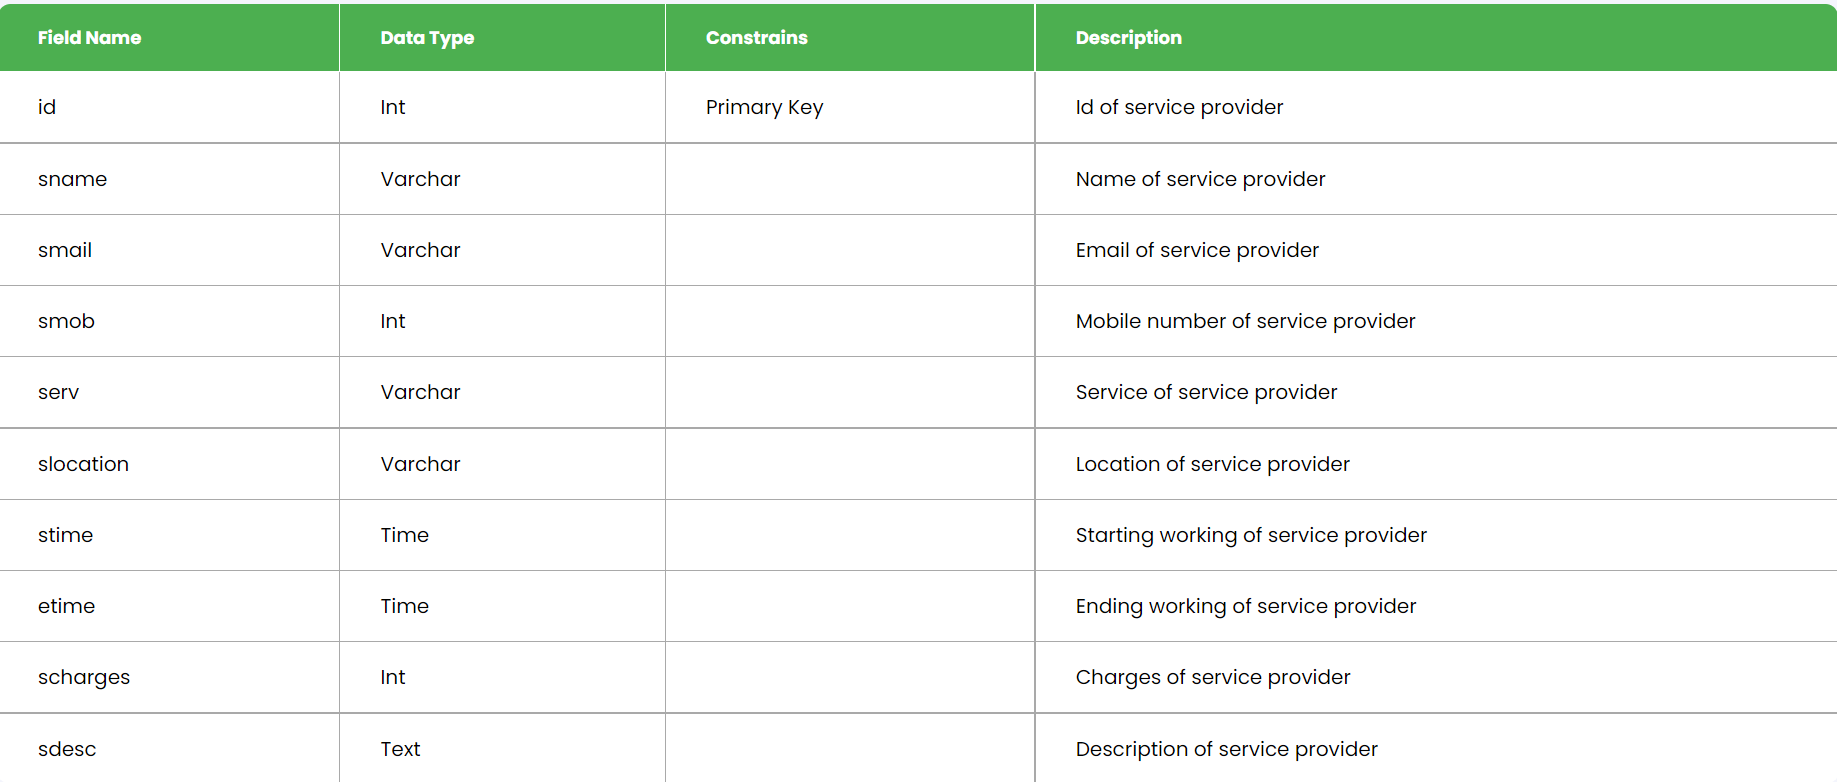 Field Name Data Type Constrains Description
id Int Primary Key Id of service provider
sname Varchar Name of service provider
smail Varchar Email of service provider
smob Int Mobile number of service provider
serv Varchar Service of service provider
slocation Varchar Location of service provider
stime Time Starting working of service provider
etime Time Ending working of service provider
scharges Int Charges of service provider
sdesc Text Description of service provider